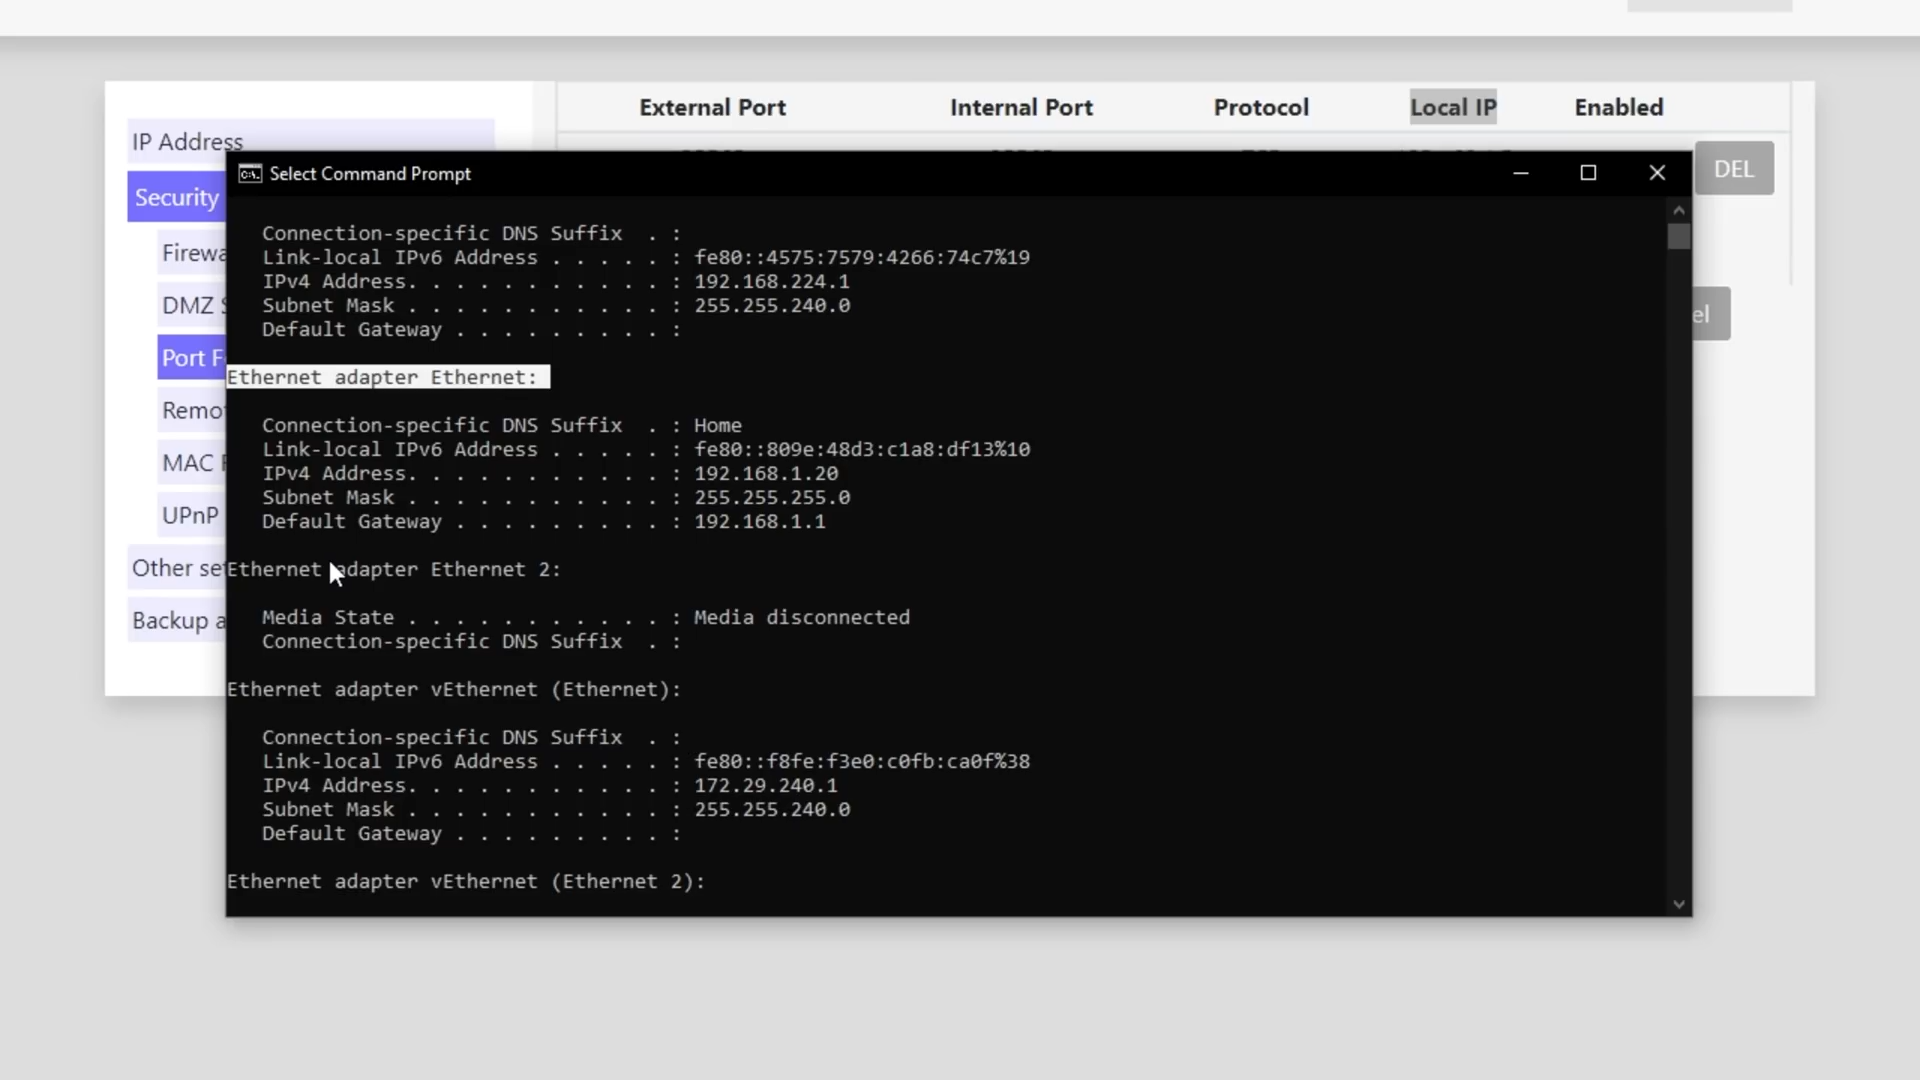 External Port Internal Port Protocol Local IP Enabled
DEL
IP Address
Security
Firewa
DMZ S
Port F
Remot
MAC F
UPnP
Other se
Backup a
el
Select Command Prompt
Connection-specific DNS Suffix  . :
Link-local IPv6 Address . . . . . : fe80::4575:7579:4266:74c7%19
IPv4 Address. . . . . . . . . . . : 192.168.224.1
Subnet Mask . . . . . . . . . . . : 255.255.240.0
Default Gateway . . . . . . . . . :
Ethernet adapter Ethernet:
Connection-specific DNS Suffix  . : Home
Link-local IPv6 Address . . . . . : fe80::809e:48d3:c1a8:df13%10
IPv4 Address. . . . . . . . . . . : 192.168.1.20
Subnet Mask . . . . . . . . . . . : 255.255.255.0
Default Gateway . . . . . . . . . : 192.168.1.1
Ethernet adapter Ethernet 2:
Media State . . . . . . . . . . . : Media disconnected
Connection-specific DNS Suffix  . :
Ethernet adapter vEthernet (Ethernet):
Connection-specific DNS Suffix  . :
Link-local IPv6 Address . . . . . : fe80::f8fe:f3e0:c0fb:ca0f%38
IPv4 Address. . . . . . . . . . . : 172.29.240.1
Subnet Mask . . . . . . . . . . . : 255.255.240.0
Default Gateway . . . . . . . . . :
Ethernet adapter vEthernet (Ethernet 2):